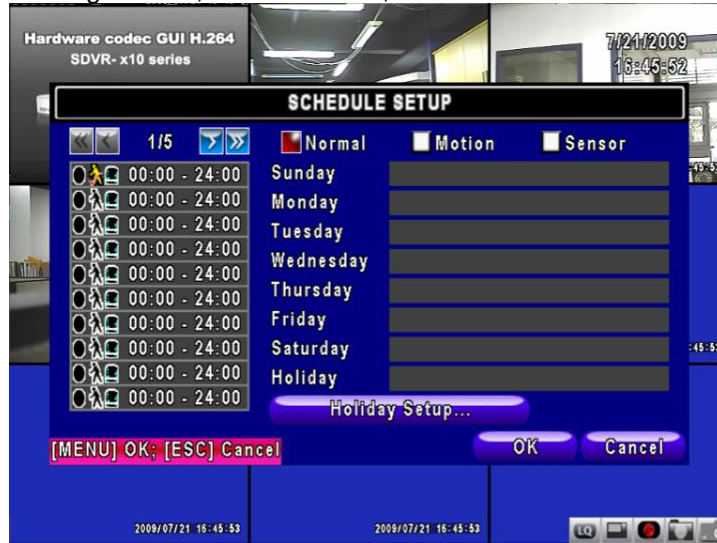 Hardware codec GUI H.264
SDVR- x10 series
7/21/2009
16:45:52
SCHEDULE SETUP
1/5
Normal
Motion
Sensor
00:00 - 24:00
00:00 - 24:00
00:00 - 24:00
00:00 - 24:00
00:00 - 24:00
00:00 - 24:00
00:00 - 24:00
00:00 - 24:00
00:00 - 24:00
00:00 - 24:00
Sunday
Monday
Tuesday
Wednesday
Thursday
Friday
Saturday
Holiday
Holiday Setup...
[MENU] OK; [ESC] Cancel
OK
Cancel
2009/07/21 16:45:53
2009/07/21 16:45:53
LQ